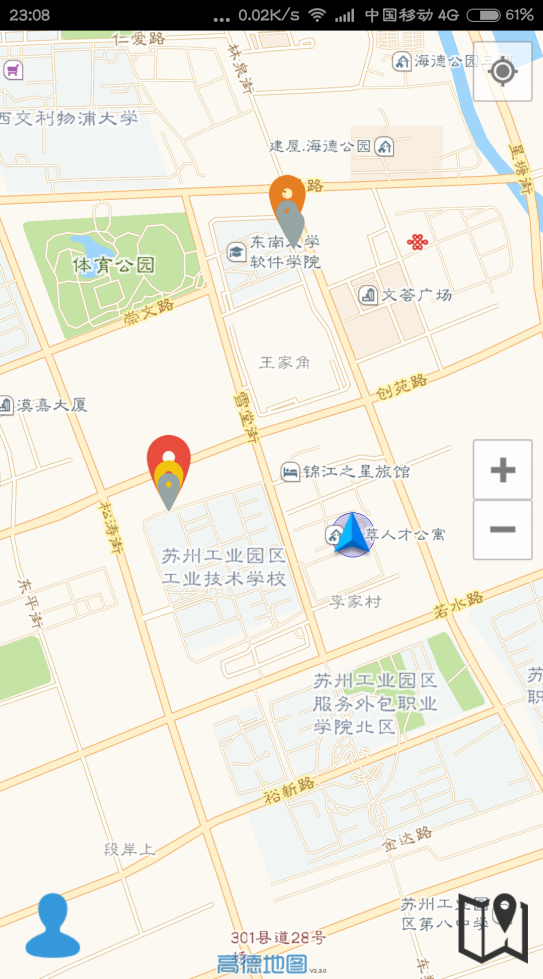 23:08
... 0.02K/s 中国移动 4G 61%
仁爱路
林泉街
海德公园三
西交利物浦大学
建屋.海德公园
星塘街
路
东南大学
软件学院
体育公园
文荟广场
崇文路
王家角
创苑路
漠嘉大厦
雪堂街
锦江之星旅馆
松涛街
萃人才公寓
苏州工业园区
工业技术学校
东平街
李家村
若水路
苏州工业园区
服务外包职业
学院北区
苏
职
裕新路
金达路
段岸上
苏州工业园
区第八中学
301县道28号
高德地图 V2.3.0
车